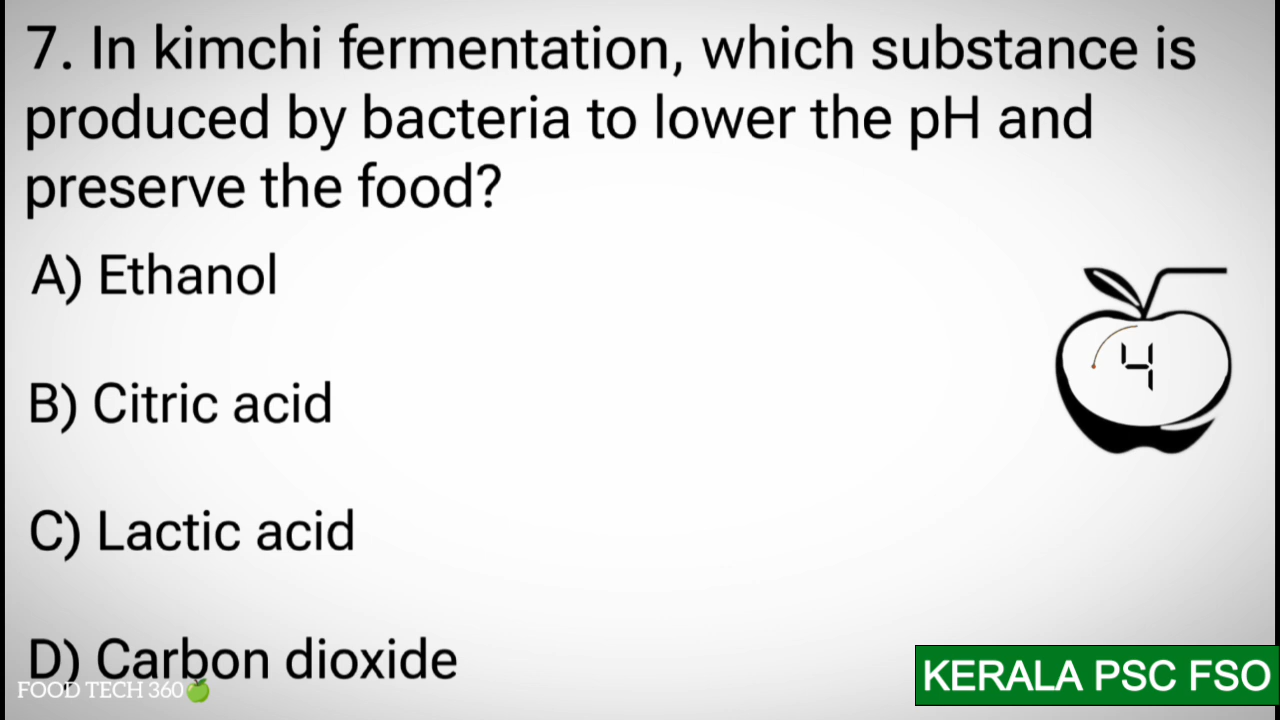 7. In kimchi fermentation, which substance is
produced by bacteria to lower the pH and
preserve the food?
A) Ethanol
4
B) Citric acid
C) Lactic acid
D) Carbon dioxide
FOOD TECH 360
KERALA PSC FSO